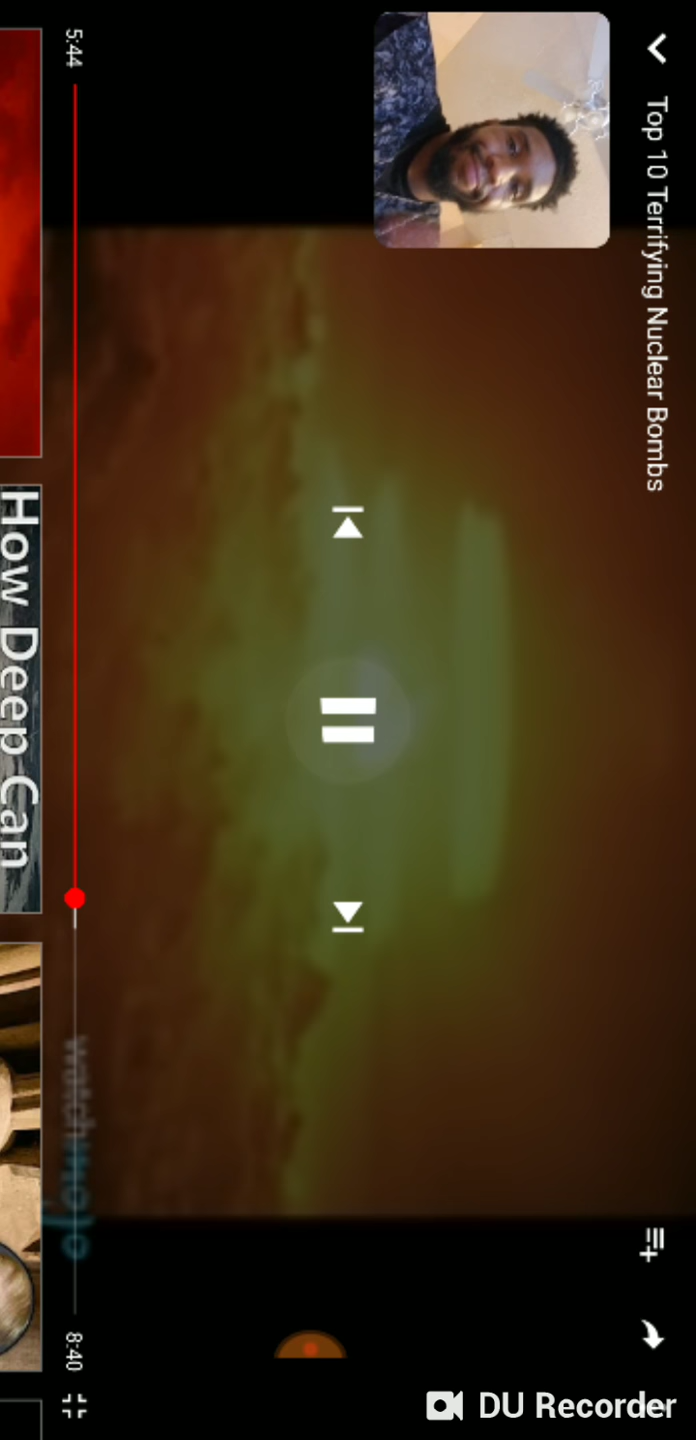 Top 10 Terrifying Nuclear Bombs
5:44
8:40
watchmojo
How Deep Can
DU Recorder